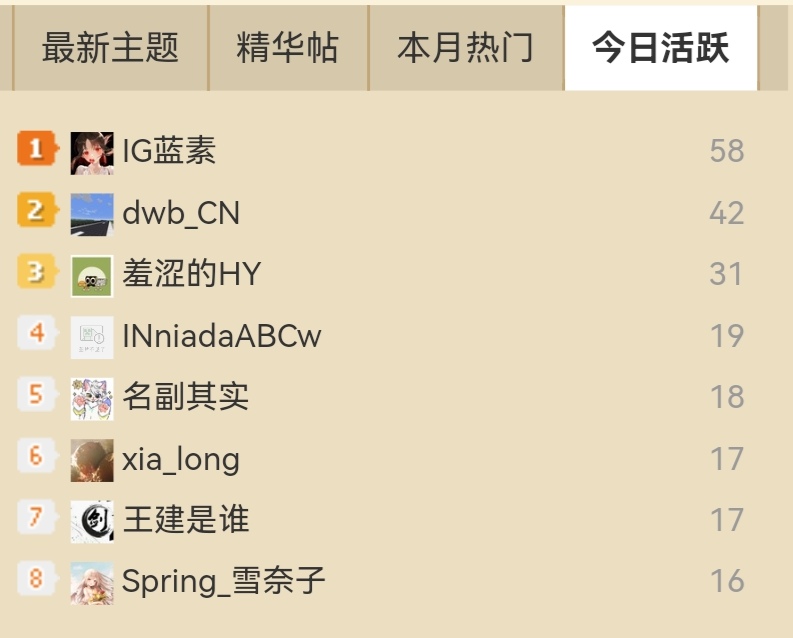 最新主题 精华帖 本月热门 今日活跃
1 IG蓝素 58
2 dwb_CN 42
3 羞涩的HY 31
4 INniadaABCw 19
5 名副其实 18
6 xia_long 17
7 王建是谁 17
8 Spring_雪奈子 16